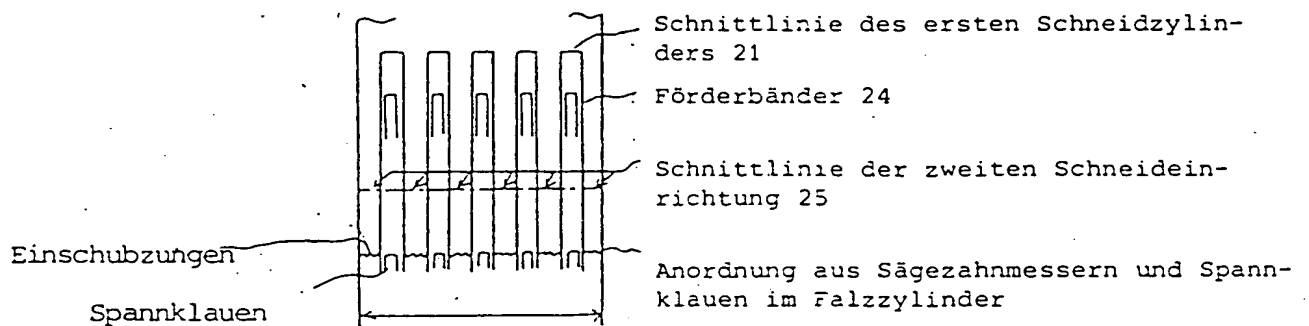 Schnittlinie des ersten Schneidzylin-
ders 21
Förderbänder 24
Schnittlinie der zweiten Schneidein-
richtung 25
Einschubzungen
Anordnung aus Sägezahnmessern und Spann-
klauen im Falzzylinder
Spannklauen